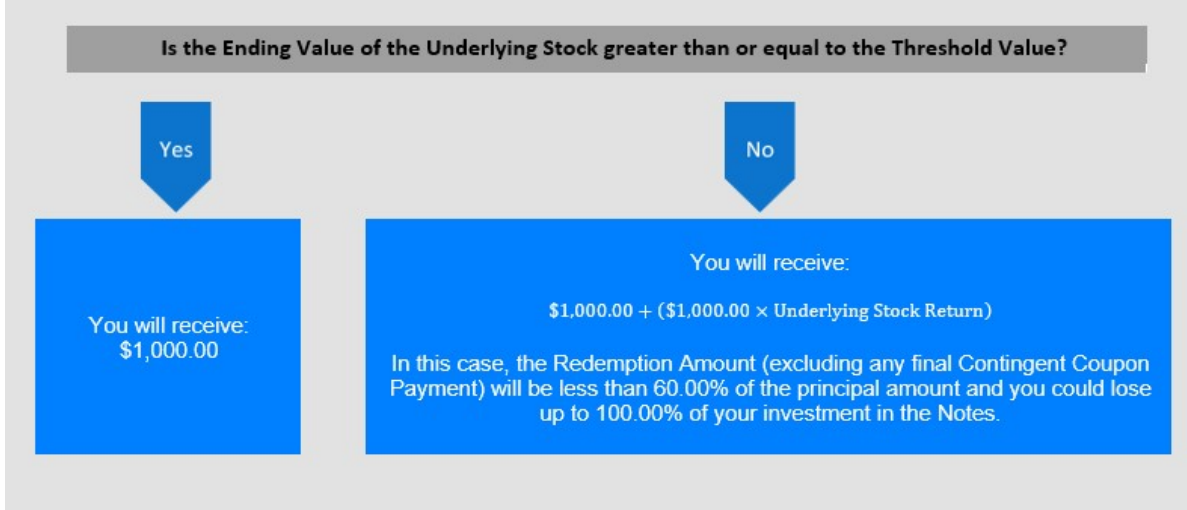 Is the Ending Value of the Underlying Stock greater than or equal to the Threshold Value?
Yes
No
You will receive:
$1,000.00
You will receive:
$1,000.00 + ($1,000.00 × Underlying Stock Return)
In this case, the Redemption Amount (excluding any final Contingent Coupon
Payment) will be less than 60.00% of the principal amount and you could lose
up to 100.00% of your investment in the Notes.